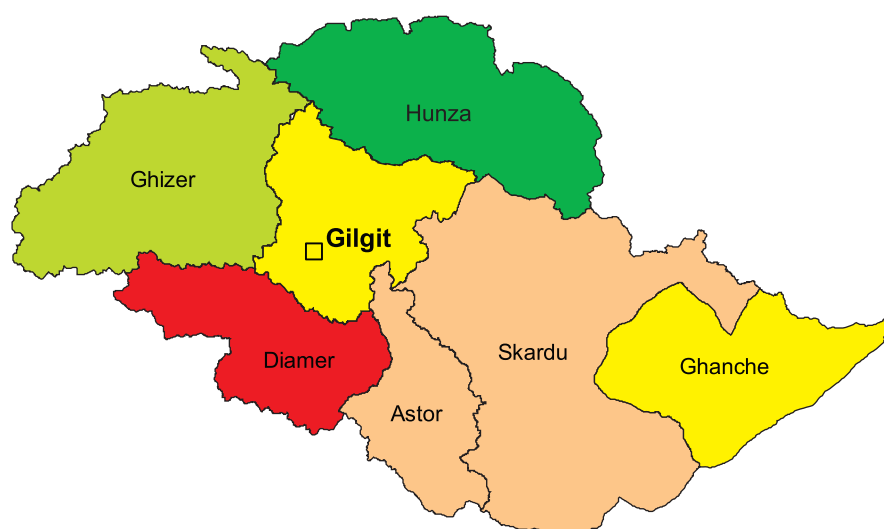 Hunza
Ghizer
Gilgit
Skardu
Diamer
Ghanche
Astor